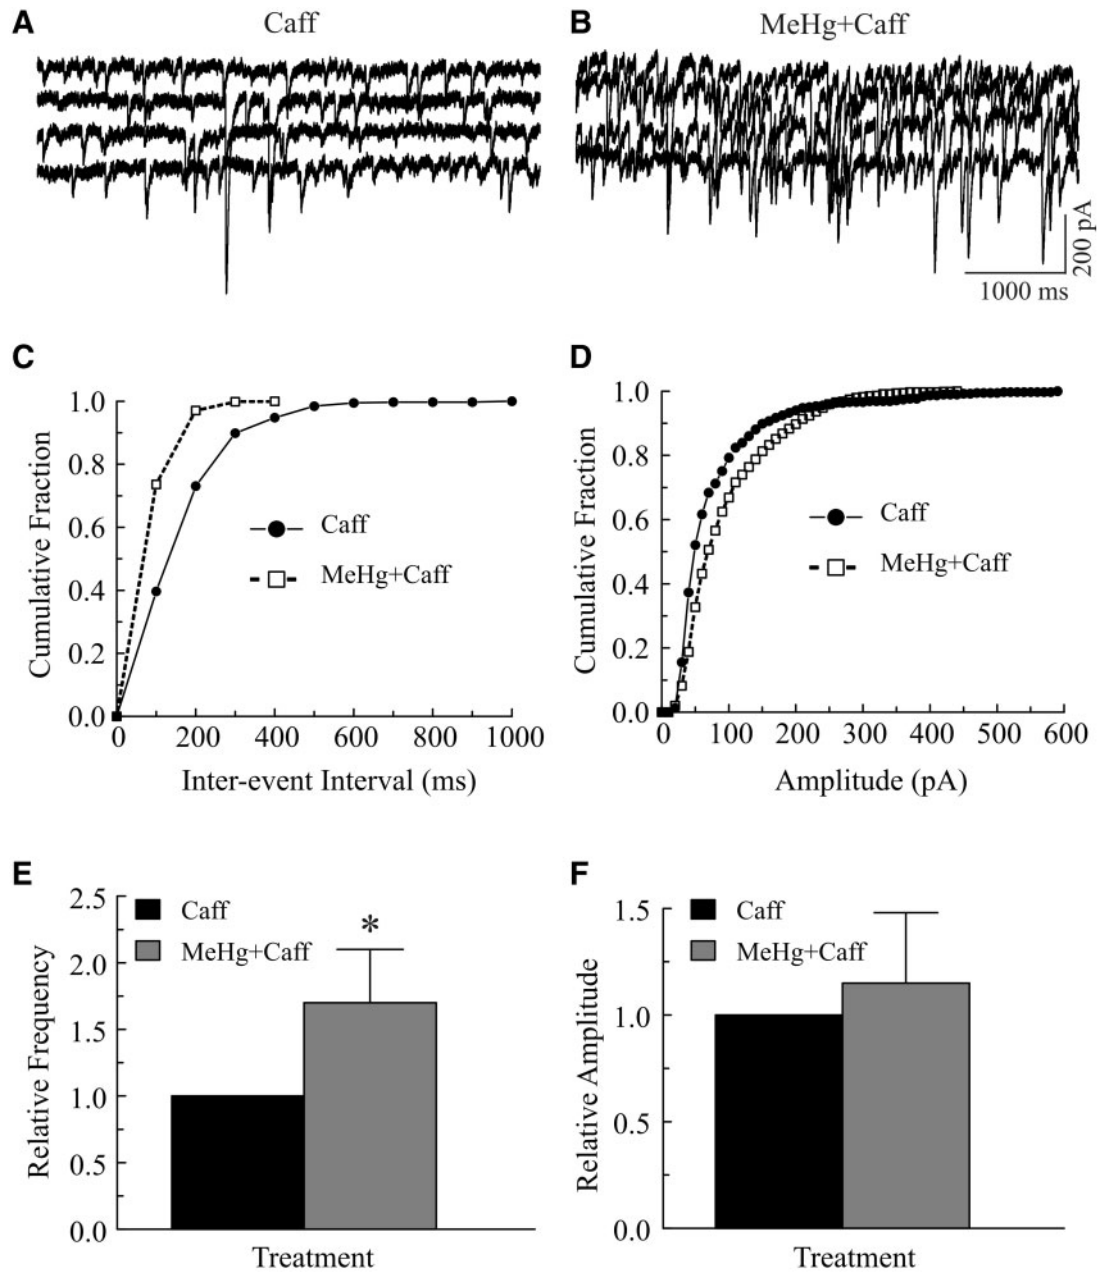 A
Caff
B
MeHg+Caff
200 pA
1000 ms
C
1.0
0.8
0.6
0.4
0.2
0.0
Cumulative Fraction
Caff
MeHg+Caff
0 200 400 600 800 1000
Inter-event Interval (ms)
D
1.0
0.8
0.6
0.4
0.2
0.0
Cumulative Fraction
Caff
MeHg+Caff
0 100 200 300 400 500 600
Amplitude (pA)
E
2.5
2.0
1.5
1.0
0.5
0.0
Relative Frequency
Caff
MeHg+Caff
*
Treatment
F
1.5
1.0
0.5
0.0
Relative Amplitude
Caff
MeHg+Caff
Treatment